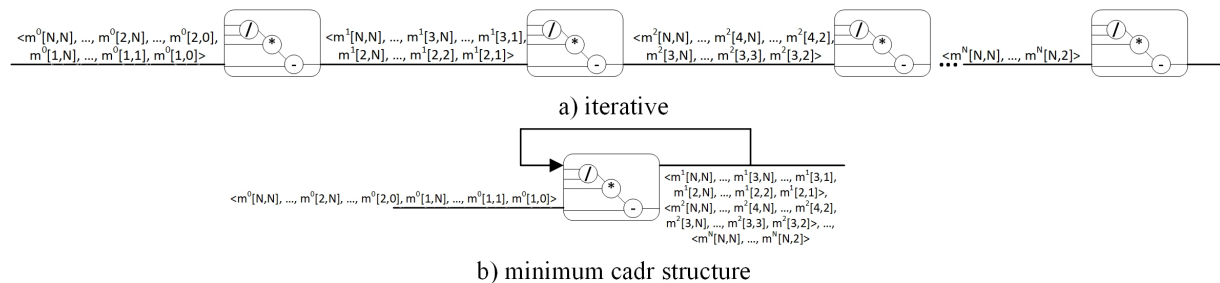 <m⁰[N,N], ..., m⁰[2,N], ..., m⁰[2,0],
m⁰[1,N], ..., m⁰[1,1], m⁰[1,0]>
/
*
-
<m¹[N,N], ..., m¹[3,N], ..., m¹[3,1],
m¹[2,N], ..., m¹[2,2], m¹[2,1]>
/
*
-
<m²[N,N], ..., m²[4,N], ..., m²[4,2],
m²[3,N], ..., m²[3,3], m²[3,2]>
/
*
-
...
<mᴺ[N,N], ..., mᴺ[N,2]>
/
*
-
a) iterative
<m⁰[N,N], ..., m⁰[2,N], ..., m⁰[2,0], m⁰[1,N], ..., m⁰[1,1], m⁰[1,0]>
/
*
-
<m¹[N,N], ..., m¹[3,N], ..., m¹[3,1],
m¹[2,N], ..., m¹[2,2], m¹[2,1]>,
<m²[N,N], ..., m²[4,N], ..., m²[4,2],
m²[3,N], ..., m²[3,3], m²[3,2]>, ...,
<mᴺ[N,N], ..., mᴺ[N,2]>
b) minimum cadr structure